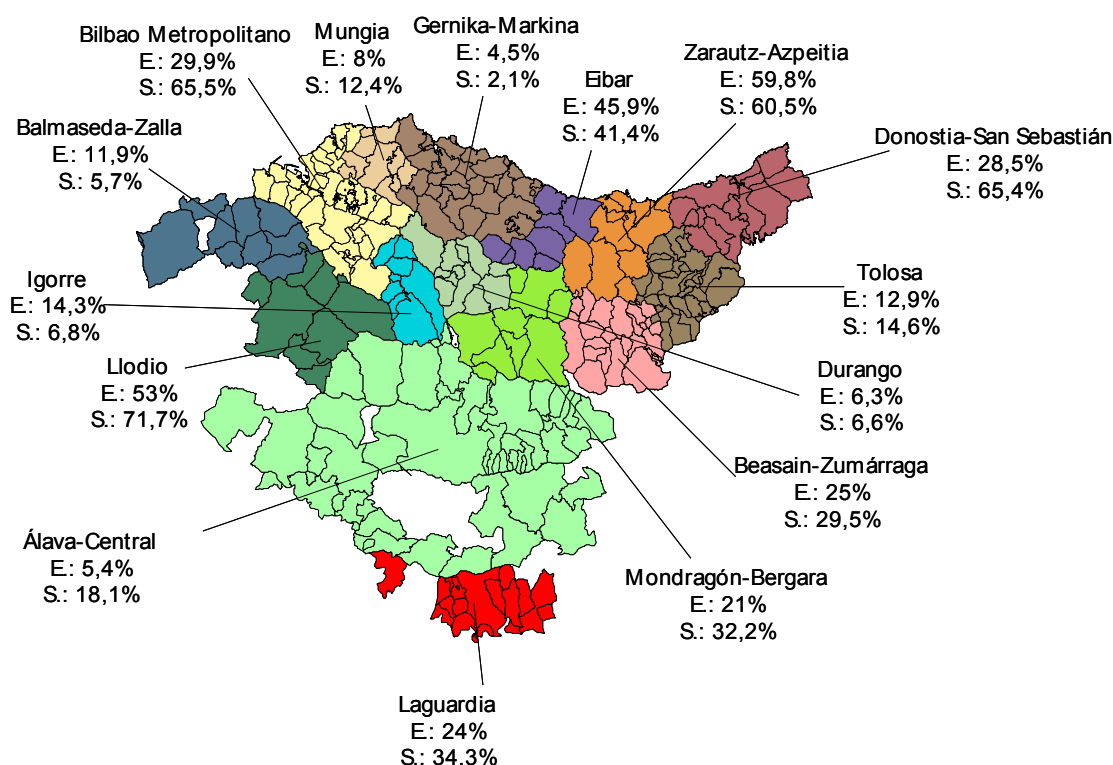 Bilbao Metropolitano
E.: 29,9%
S.: 65,5%
Mungia
E.: 8%
S.: 12,4%
Gernika-Markina
E.: 4,5%
S.: 2,1%
Eibar
E.: 45,9%
S.: 41,4%
Zarautz-Azpeitia
E.: 59,8%
S.: 60,5%
Balmaseda-Zalla
E.: 11,9%
S.: 5,7%
Donostia-San Sebastián
E.: 28,5%
S.: 65,4%
Igorre
E.: 14,3%
S.: 6,8%
Tolosa
E.: 12,9%
S.: 14,6%
Llodio
E.: 53%
S.: 71,7%
Durango
E.: 6,3%
S.: 6,6%
Beasain-Zumárraga
E.: 25%
S.: 29,5%
Álava-Central
E.: 5,4%
S.: 18,1%
Mondragón-Bergara
E.: 21%
S.: 32,2%
Laguardia
E.: 24%
S.: 34,3%